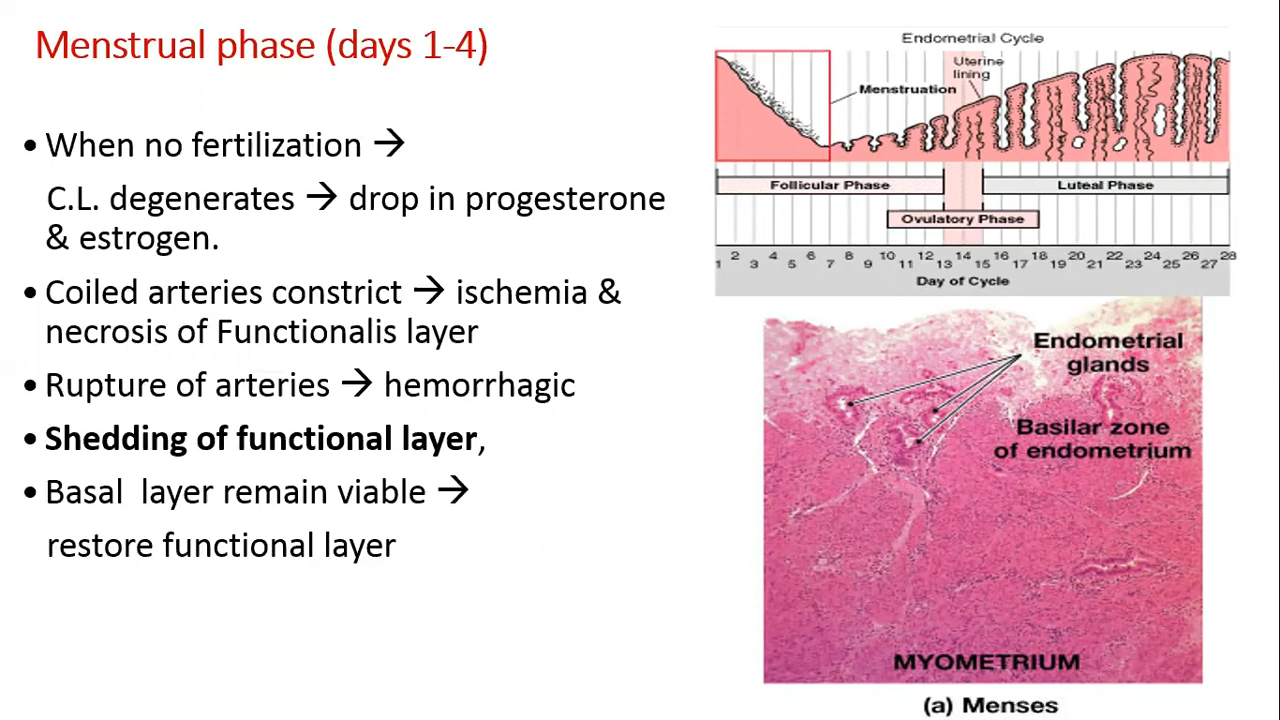 Menstrual phase (days 1-4)
• When no fertilization →
C.L. degenerates → drop in progesterone
& estrogen.
• Coiled arteries constrict → ischemia &
necrosis of Functionalis layer
• Rupture of arteries → hemorrhagic
• Shedding of functional layer,
• Basal layer remain viable →
restore functional layer
Endometrial Cycle
Uterine
lining
Menstruation
Follicular Phase
Luteal Phase
Ovulatory Phase
1 2 3 4 5 6 7 8 9 10 11 12 13 14 15 16 17 18 19 20 21 22 23 24 25 26 27 28
Day of Cycle
Endometrial
glands
Basilar zone
of endometrium
MYOMETRIUM
(a) Menses